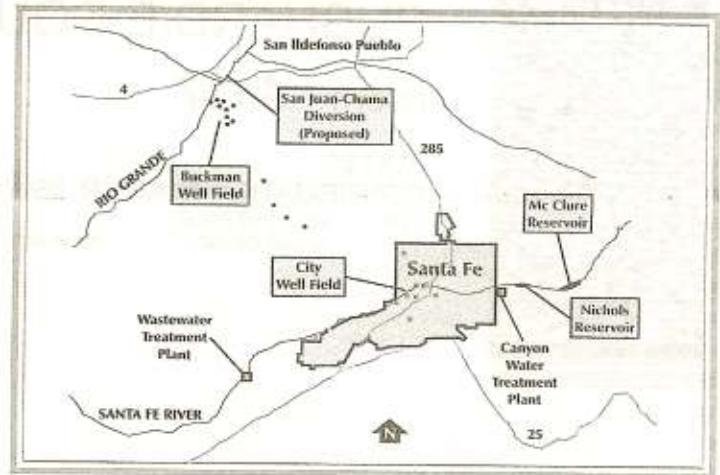 San Ildefonso Pueblo
4
San Juan-Chama
Diversion
(Proposed)
285
RIO GRANDE
Buckman
Well Field
Mc Clure
Reservoir
City
Well Field
Santa Fe
Wastewater
Treatment
Plant
Nichols
Reservoir
Canyon
Water
Treatment
Plant
SANTA FE RIVER
N
25